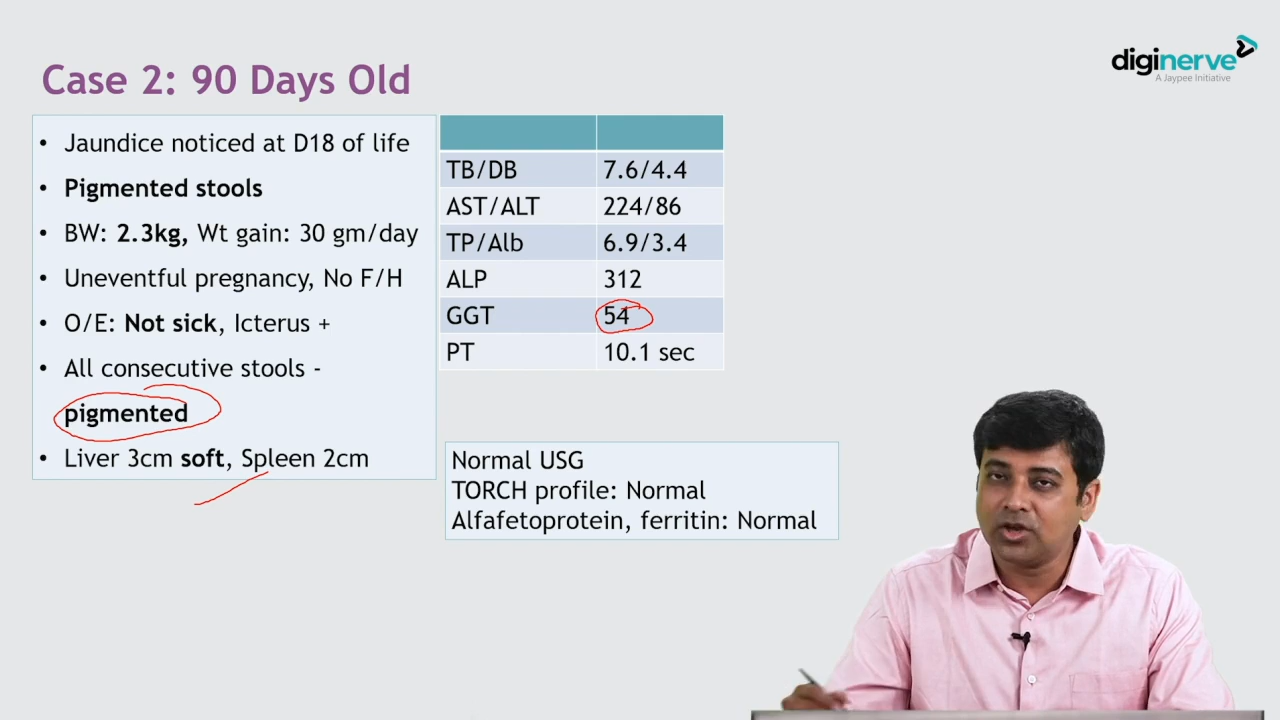 diginerve
A Jaypee Initiative
Case 2: 90 Days Old
• Jaundice noticed at D18 of life
• Pigmented stools
• BW: 2.3kg, Wt gain: 30 gm/day
• Uneventful pregnancy, No F/H
• O/E: Not sick, Icterus +
• All consecutive stools -
pigmented
• Liver 3cm soft, Spleen 2cm
TB/DB 7.6/4.4
AST/ALT 224/86
TP/Alb 6.9/3.4
ALP 312
GGT 54
PT 10.1 sec
Normal USG
TORCH profile: Normal
Alfafetoprotein, ferritin: Normal